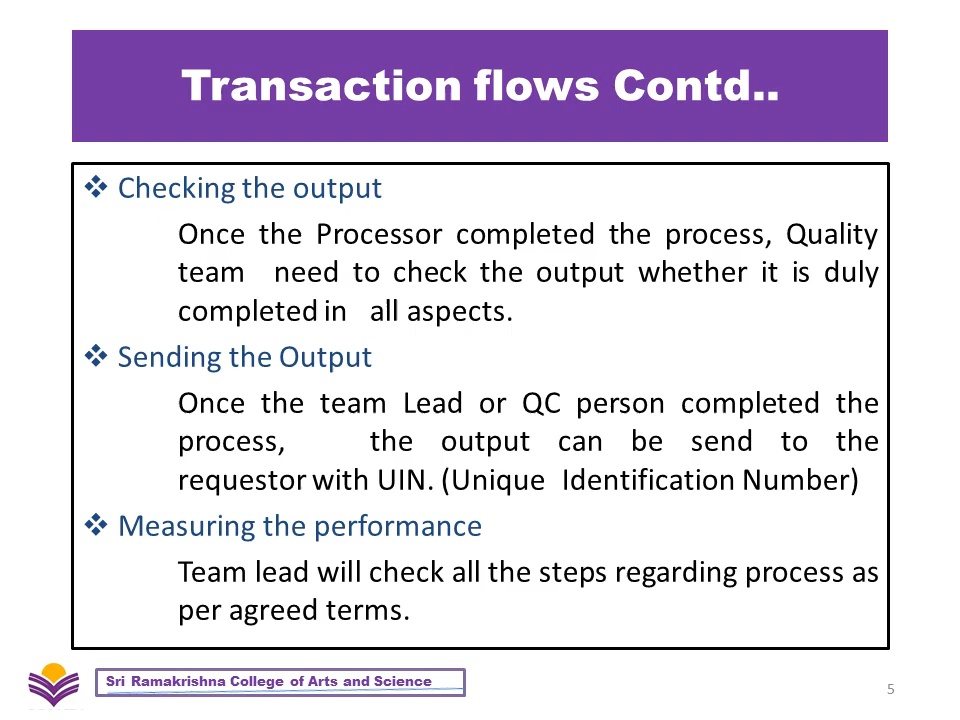 Transaction flows Contd..
❖ Checking the output
Once the Processor completed the process, Quality
team need to check the output whether it is duly
completed in all aspects.
❖ Sending the Output
Once the team Lead or QC person completed the
process, the output can be send to the
requestor with UIN. (Unique Identification Number)
❖ Measuring the performance
Team lead will check all the steps regarding process as
per agreed terms.
Sri Ramakrishna College of Arts and Science
5